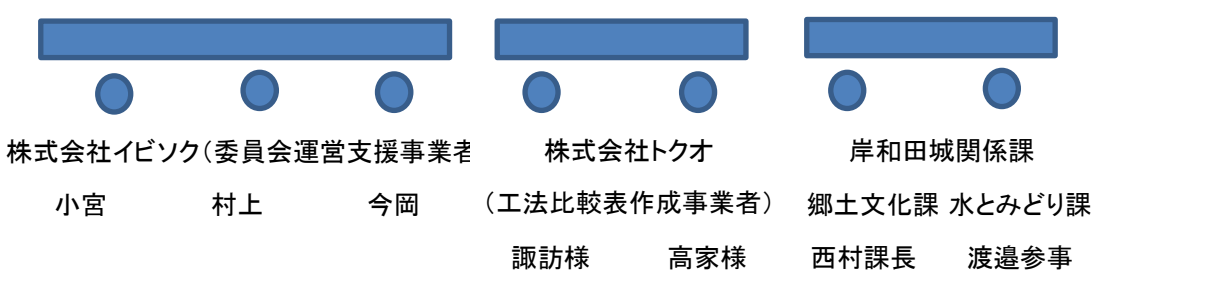 株式会社イビソク（委員会運営支援事業者
小宮 村上 今岡
株式会社トクオ
（工法比較表作成事業者）
諏訪様 高家様
岸和田城関係課
郷土文化課 水とみどり課
西村課長 渡邉参事